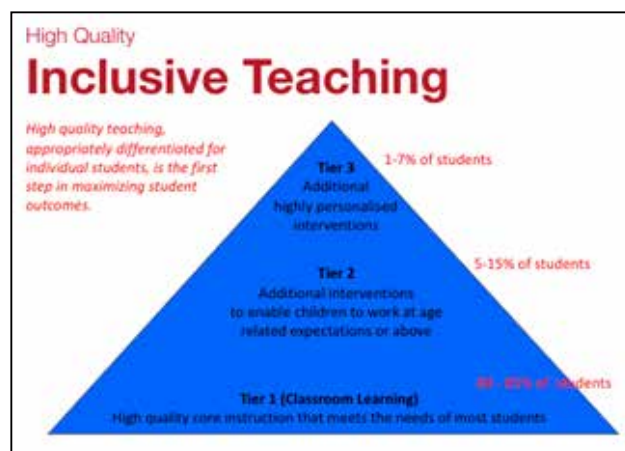 High Quality
Inclusive Teaching
High quality teaching,
appropriately differentiated for
individual students, is the first
step in maximizing student
outcomes.
Tier 3
Additional
highly personalised
interventions
1-7% of students
Tier 2
Additional interventions
to enable children to work at age
related expectations or above
5-15% of students
of students
Tier 1 (Classroom Learning)
High quality core instruction that meets the needs of most students